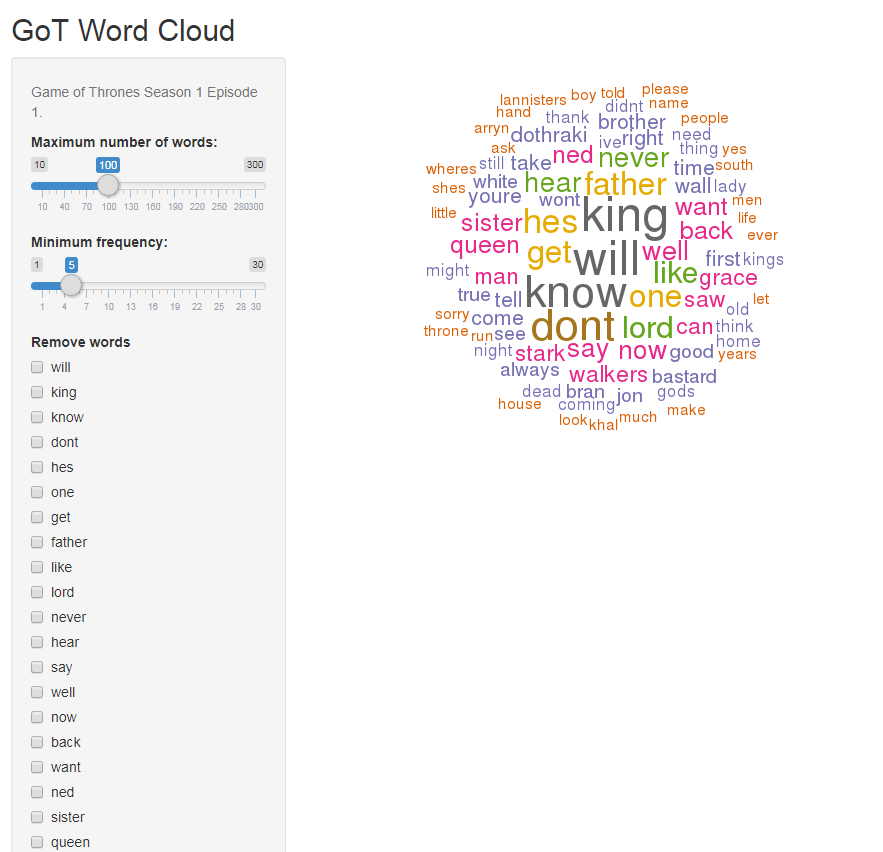 GoT Word Cloud
Game of Thrones Season 1 Episode
1.
Maximum number of words:
10 100 300
10 40 70 100 130 160 190 220 250 280300
Minimum frequency:
1 5 30
1 4 7 10 13 16 19 22 25 28 30
Remove words
will
king
know
dont
hes
one
get
father
like
lord
never
hear
say
well
now
back
want
ned
sister
queen
lannisters boy told please
hand didnt name
arryn thank brother people
dothraki iveright need
ask ned never thing yes
wheres still take time south
shes white hear father wall lady
youre wont
little sister hes king want men
back life
queen get will well ever
first kings
might man like grace
true tell know one saw let
sorry come dont lord can old
throne run see think
night stark say now good home
years
always walkers bastard
dead bran jon gods
house coming make
look khal much